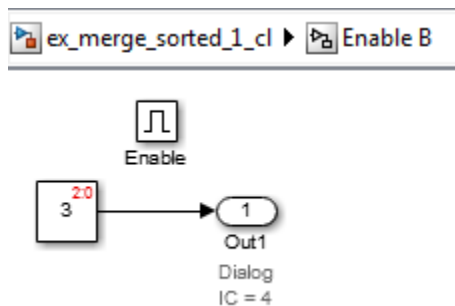 ex_merge_sorted_1_cl Enable B
Enable
2:0
3
1
Out1
Dialog
IC = 4